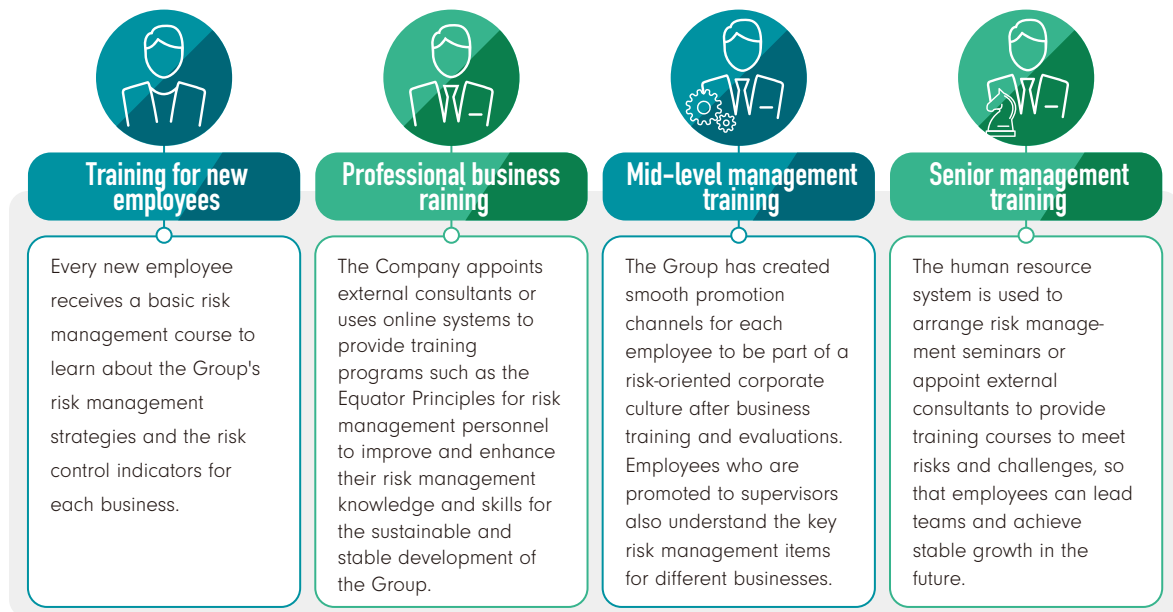 Training for new
employees
Every new employee
receives a basic risk
management course to
learn about the Group's
risk management
strategies and the risk
control indicators for
each business.
Professional business
raining
The Company appoints
external consultants or
uses online systems to
provide training
programs such as the
Equator Principles for risk
management personnel
to improve and enhance
their risk management
knowledge and skills for
the sustainable and
stable development of
the Group.
Mid-level management
training
The Group has created
smooth promotion
channels for each
employee to be part of a
risk-oriented corporate
culture after business
training and evaluations.
Employees who are
promoted to supervisors
also understand the key
risk management items
for different businesses.
Senior management
training
The human resource
system is used to
arrange risk manage-
ment seminars or
appoint external
consultants to provide
training courses to meet
risks and challenges, so
that employees can lead
teams and achieve
stable growth in the
future.